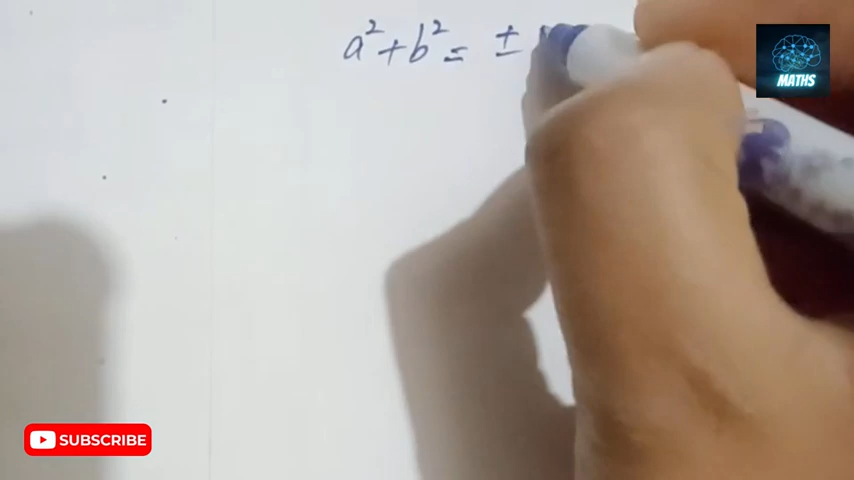 a²+b² = ±
MATHS
SUBSCRIBE